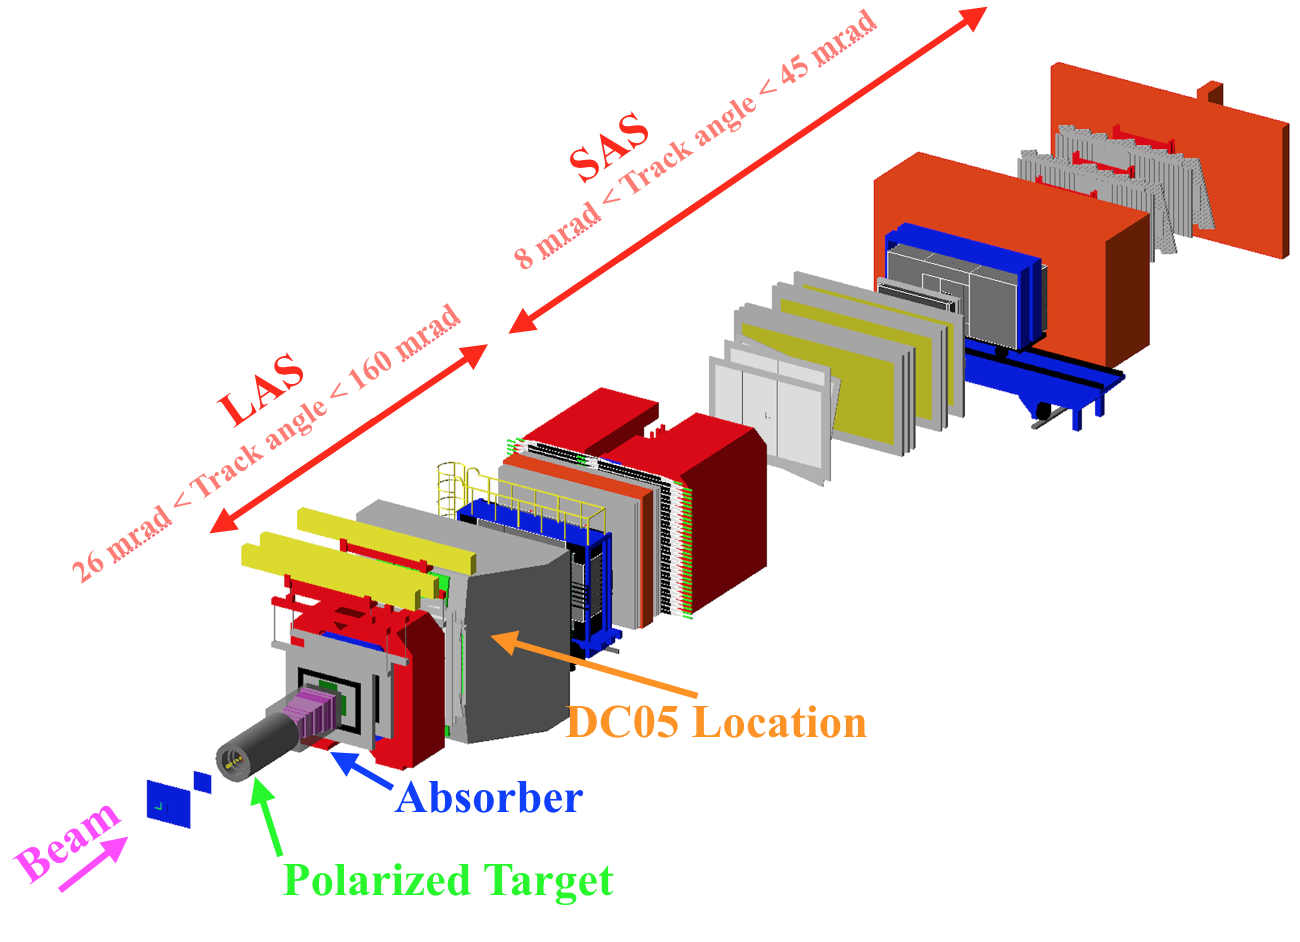 SAS
8 mrad < Track angle < 45 mrad
LAS
26 mrad < Track angle < 160 mrad
DC05 Location
Absorber
Beam
Polarized Target